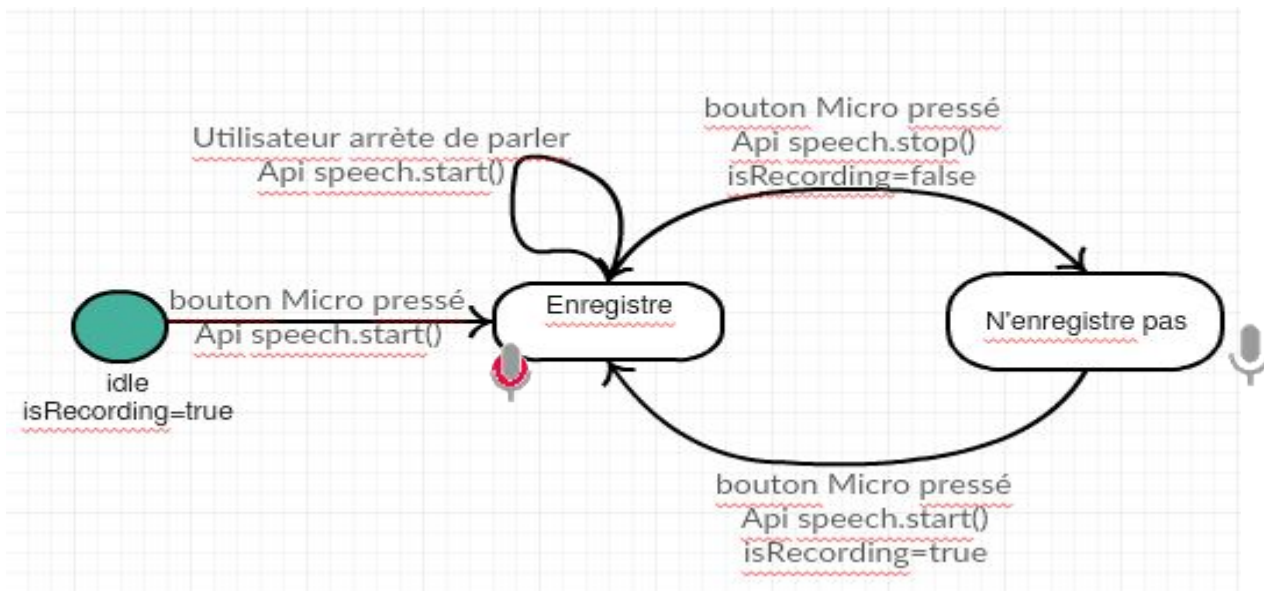 Utilisateur arrète de parler
Api speech.start()
bouton Micro pressé
Api speech.stop()
isRecording=false
bouton Micro pressé
Api speech.start()
idle
isRecording=true
Enregistre
N'enregistre pas
bouton Micro pressé
Api speech.start()
isRecording=true